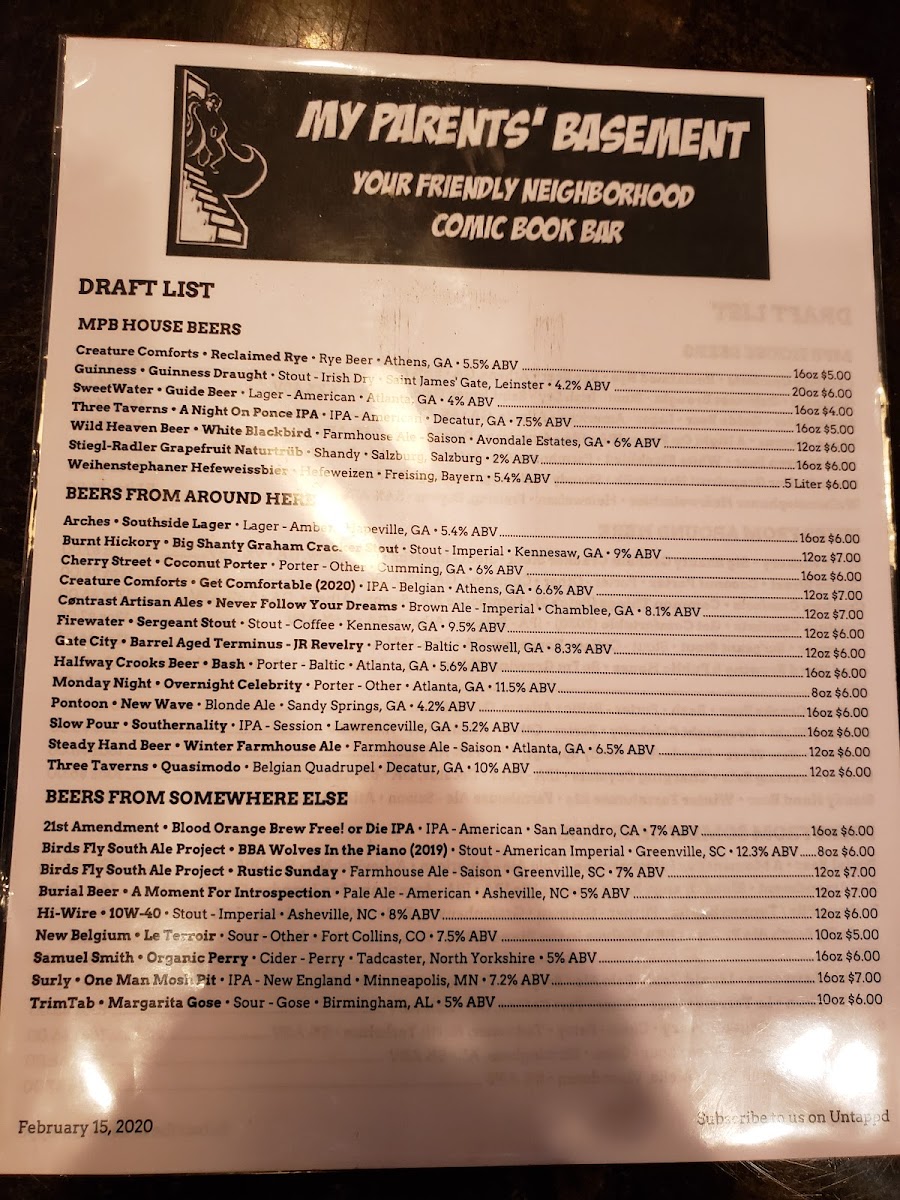 MY PARENTS' BASEMENT
YOUR FRIENDLY NEIGHBORHOOD
COMIC BOOK BAR
DRAFT LIST
MPB HOUSE BEERS
Creature Comforts • Reclaimed Rye • Rye Beer • Athens, GA • 5.5% ABV 16oz $5.00
Guinness • Guinness Draught • Stout - Irish Dry • Saint James' Gate, Leinster • 4.2% ABV 20oz $6.00
SweetWater • Guide Beer • Lager - American • Atlanta, GA • 4% ABV 16oz $4.00
Three Taverns • A Night On Ponce IPA • IPA - American • Decatur, GA • 7.5% ABV 16oz $5.00
Wild Heaven Beer • White Blackbird • Farmhouse Ale - Saison • Avondale Estates, GA • 6% ABV 12oz $6.00
Stiegl-Radler Grapefruit Naturtrüb • Shandy • Salzburg, Salzburg • 2% ABV 16oz $6.00
Weihenstephaner Hefeweissbier • Hefeweizen • Freising, Bayern • 5.4% ABV .5 Liter $6.00
BEERS FROM AROUND HERE
Arches • Southside Lager • Lager - Amber • Hapeville, GA • 5.4% ABV 16oz $6.00
Burnt Hickory • Big Shanty Graham Cracker Stout • Stout - Imperial • Kennesaw, GA • 9% ABV 12oz $7.00
Cherry Street • Coconut Porter • Porter - Other • Cumming, GA • 6% ABV 16oz $6.00
Creature Comforts • Get Comfortable (2020) • IPA - Belgian • Athens, GA • 6.6% ABV 12oz $7.00
Cøntrast Artisan Ales • Never Follow Your Dreams • Brown Ale - Imperial • Chamblee, GA • 8.1% ABV 12oz $7.00
Firewater • Sergeant Stout • Stout - Coffee • Kennesaw, GA • 9.5% ABV 12oz $6.00
Gate City • Barrel Aged Terminus - JR Revelry • Porter - Baltic • Roswell, GA • 8.3% ABV 12oz $6.00
Halfway Crooks Beer • Bash • Porter - Baltic • Atlanta, GA • 5.6% ABV 16oz $6.00
Monday Night • Overnight Celebrity • Porter - Other • Atlanta, GA • 11.5% ABV 8oz $6.00
Pontoon • New Wave • Blonde Ale • Sandy Springs, GA • 4.2% ABV 16oz $6.00
Slow Pour • Southernality • IPA - Session • Lawrenceville, GA • 5.2% ABV 16oz $6.00
Steady Hand Beer • Winter Farmhouse Ale • Farmhouse Ale - Saison • Atlanta, GA • 6.5% ABV 12oz $6.00
Three Taverns • Quasimodo • Belgian Quadrupel • Decatur, GA • 10% ABV 12oz $6.00
BEERS FROM SOMEWHERE ELSE
21st Amendment • Blood Orange Brew Free! or Die IPA • IPA - American • San Leandro, CA • 7% ABV 16oz $6.00
Birds Fly South Ale Project • BBA Wolves In the Piano (2019) • Stout - American Imperial • Greenville, SC • 12.3% ABV 8oz $6.00
Birds Fly South Ale Project • Rustic Sunday • Farmhouse Ale - Saison • Greenville, SC • 7% ABV 12oz $7.00
Burial Beer • A Moment For Introspection • Pale Ale - American • Asheville, NC • 5% ABV 12oz $7.00
Hi-Wire • 10W-40 • Stout - Imperial • Asheville, NC • 8% ABV 12oz $6.00
New Belgium • Le Terroir • Sour - Other • Fort Collins, CO • 7.5% ABV 10oz $5.00
Samuel Smith • Organic Perry • Cider - Perry • Tadcaster, North Yorkshire • 5% ABV 16oz $6.00
Surly • One Man Mosh Pit • IPA - New England • Minneapolis, MN • 7.2% ABV 16oz $7.00
TrimTab • Margarita Gose • Sour - Gose • Birmingham, AL • 5% ABV 10oz $6.00
February 15, 2020
Subscribe to us on Untappd